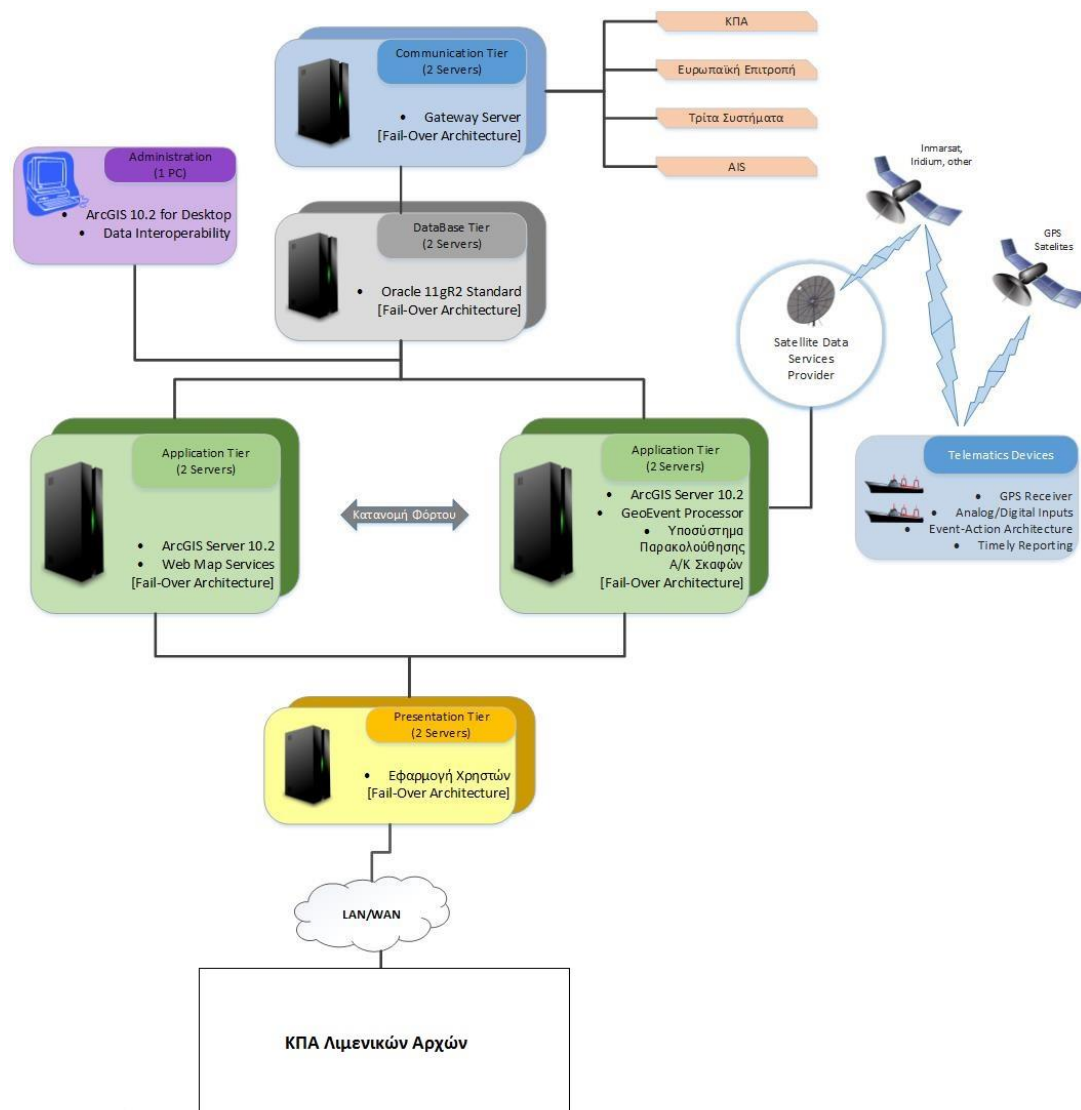 Communication Tier
(2 Servers)
• Gateway Server
[Fail-Over Architecture]
ΚΠΑ
Ευρωπαϊκή Επιτροπή
Τρίτα Συστήματα
AIS
Administration
(1 PC)
• ArcGIS 10.2 for Desktop
• Data Interoperability
DataBase Tier
(2 Servers)
• Oracle 11gR2 Standard
[Fail-Over Architecture]
Inmarsat,
Iridium, other
GPS
Satelites
Satellite Data
Services
Provider
Application Tier
(2 Servers)
• ArcGIS Server 10.2
• Web Map Services
[Fail-Over Architecture]
Κατανομή Φόρτου
Application Tier
(2 Servers)
• ArcGIS Server 10.2
• GeoEvent Processor
• Υποσύστημα
Παρακολούθησης
Α/Κ Σκαφών
[Fail-Over Architecture]
Telematics Devices
• GPS Receiver
• Analog/Digital Inputs
• Event-Action Architecture
• Timely Reporting
Presentation Tier
(2 Servers)
• Εφαρμογή Χρηστών
[Fail-Over Architecture]
LAN/WAN
ΚΠΑ Λιμενικών Αρχών